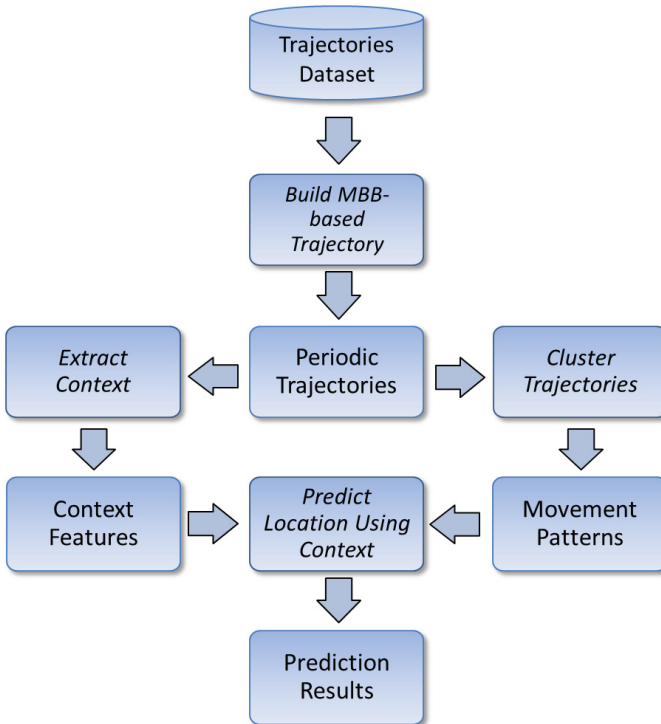 Trajectories
Dataset
Build MBB-
based
Trajectory
Extract
Context
Periodic
Trajectories
Cluster
Trajectories
Context
Features
Predict
Location Using
Context
Movement
Patterns
Prediction
Results